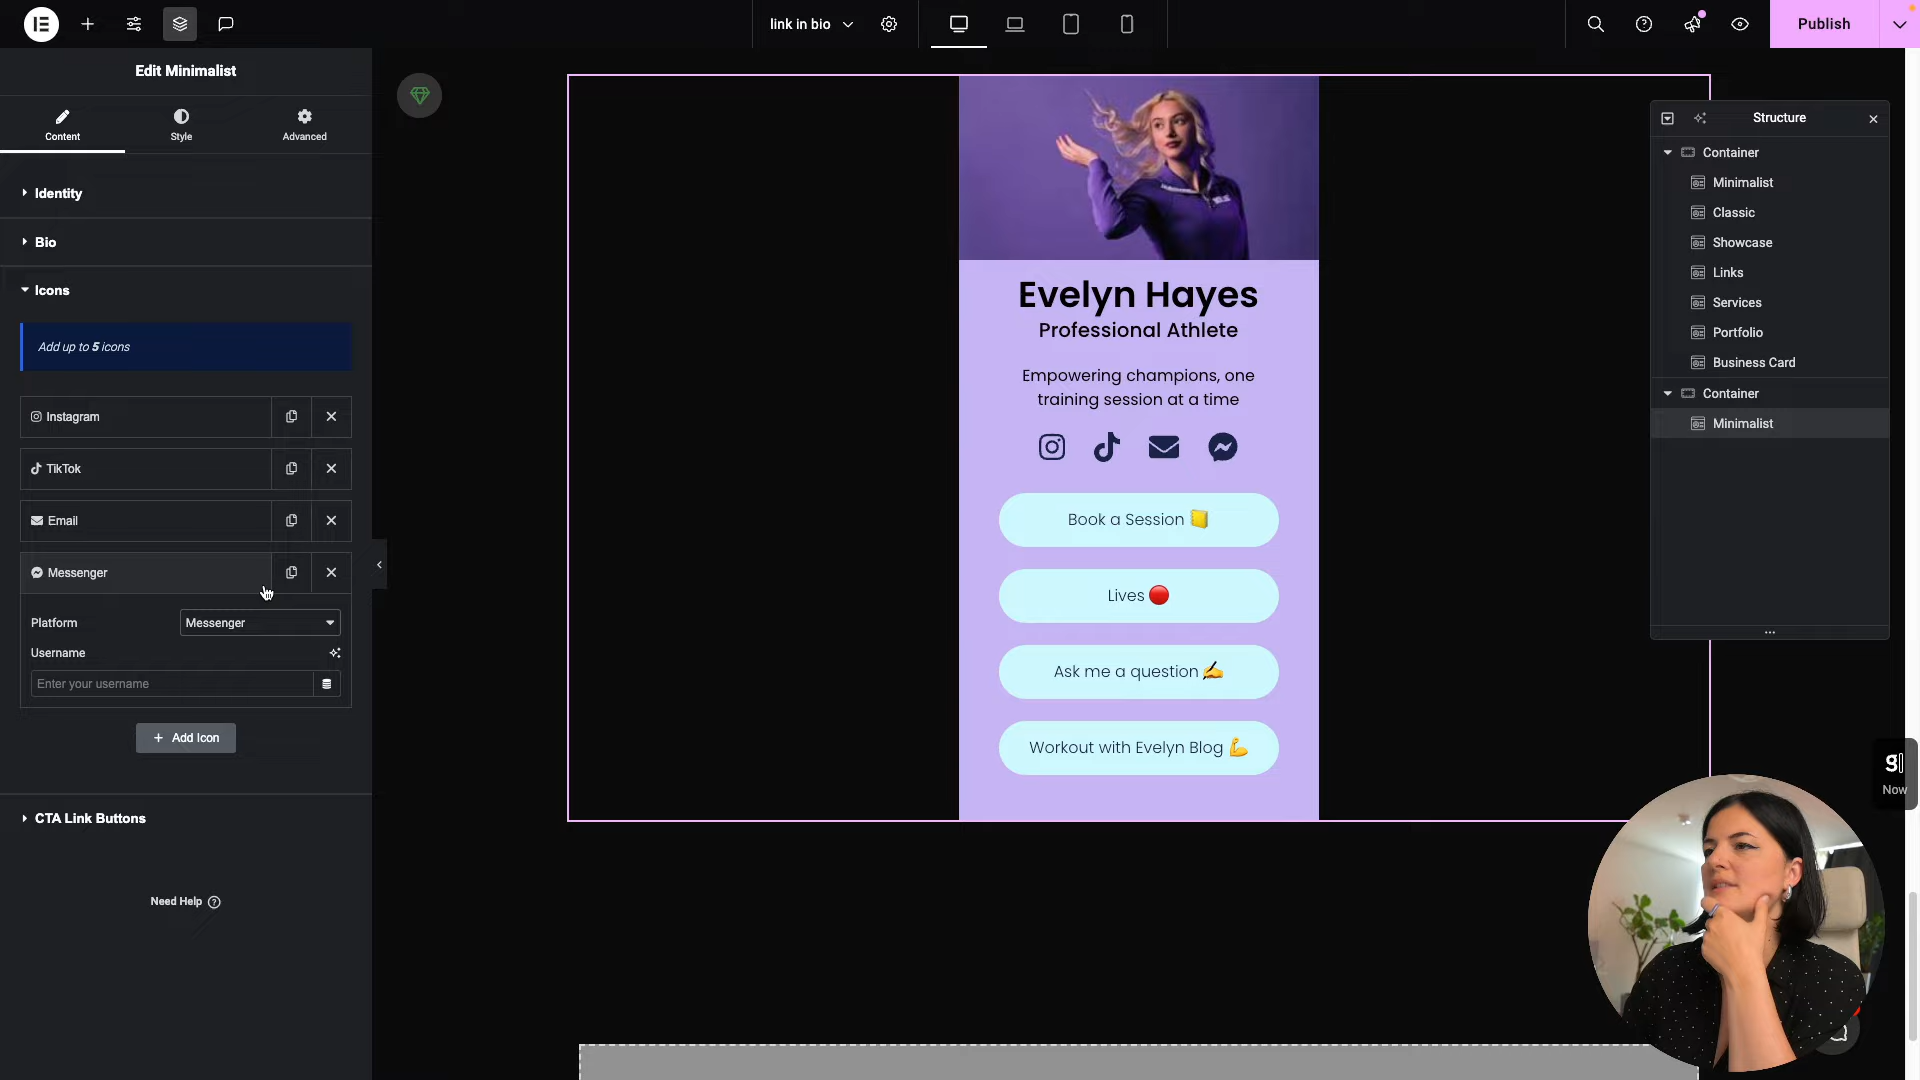 link in bio
Publish
Edit Minimalist
Content
Style
Advanced
Identity
Bio
Icons
Add up to 5 icons
Instagram
TikTok
Email
Messenger
Platform
Messenger
Username
Enter your username
+ Add Icon
CTA Link Buttons
Need Help ?
Evelyn Hayes
Professional Athlete
Empowering champions, one
training session at a time
Book a Session
Lives
Ask me a question
Workout with Evelyn Blog
Structure
Container
Minimalist
Classic
Showcase
Links
Services
Portfolio
Business Card
Container
Minimalist
g
Now